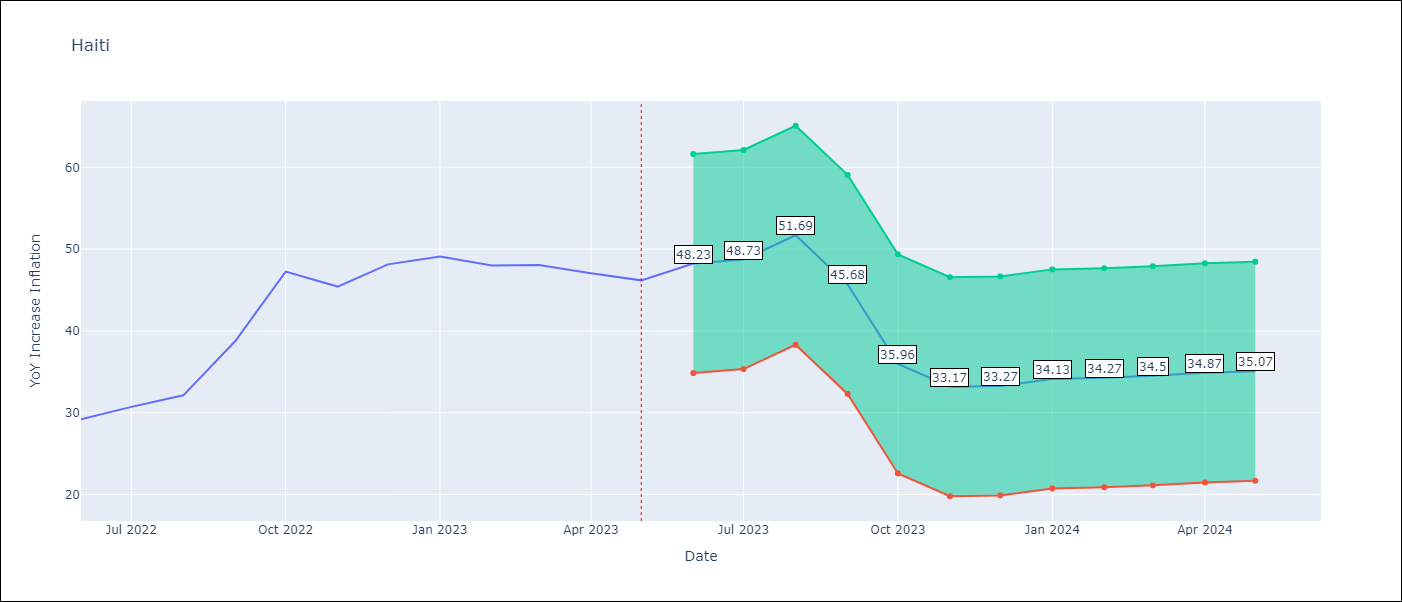 Haiti
YoY Increase Inflation
60
50
40
30
20
48.23
48.73
51.69
45.68
35.96
33.17
33.27
34.13
34.27
34.5
34.87
35.07
Jul 2022
Oct 2022
Jan 2023
Apr 2023
Jul 2023
Oct 2023
Jan 2024
Apr 2024
Date